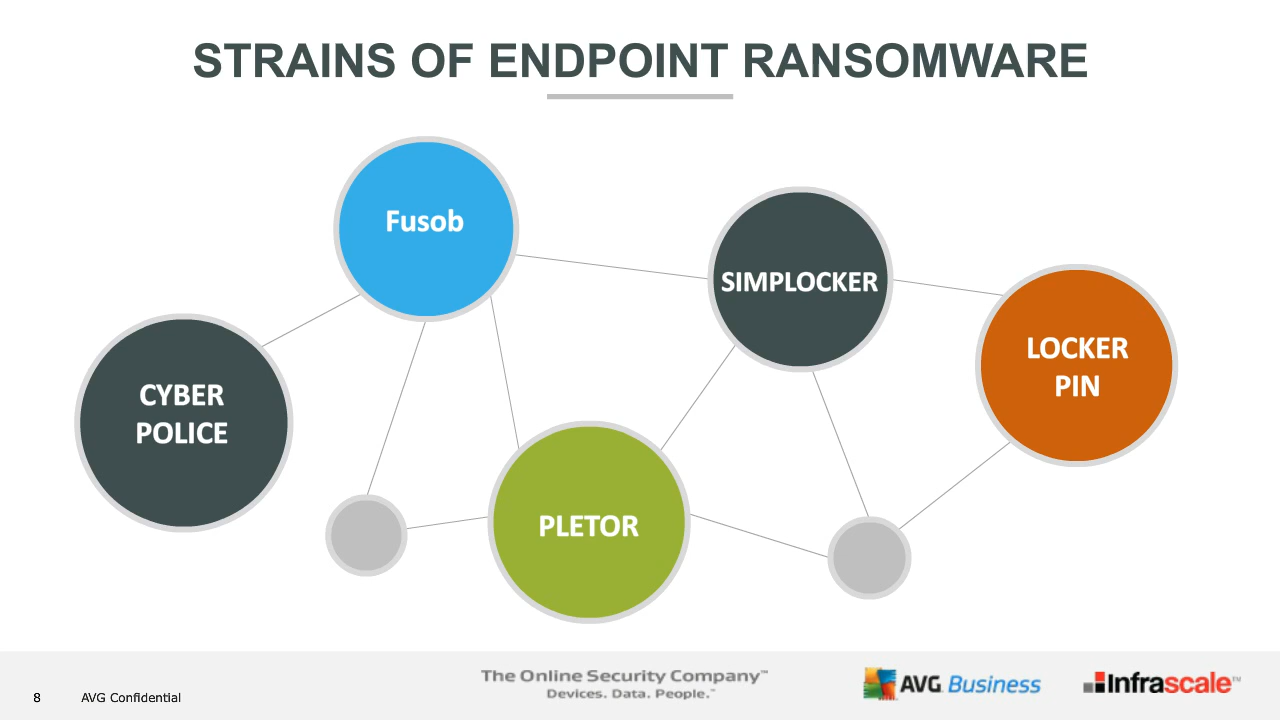 STRAINS OF ENDPOINT RANSOMWARE
Fusob
SIMPLOCKER
LOCKER
PIN
CYBER
POLICE
PLETOR
8 AVG Confidential
The Online Security Company™
Devices. Data. People.™
AVG Business
Infrascale™